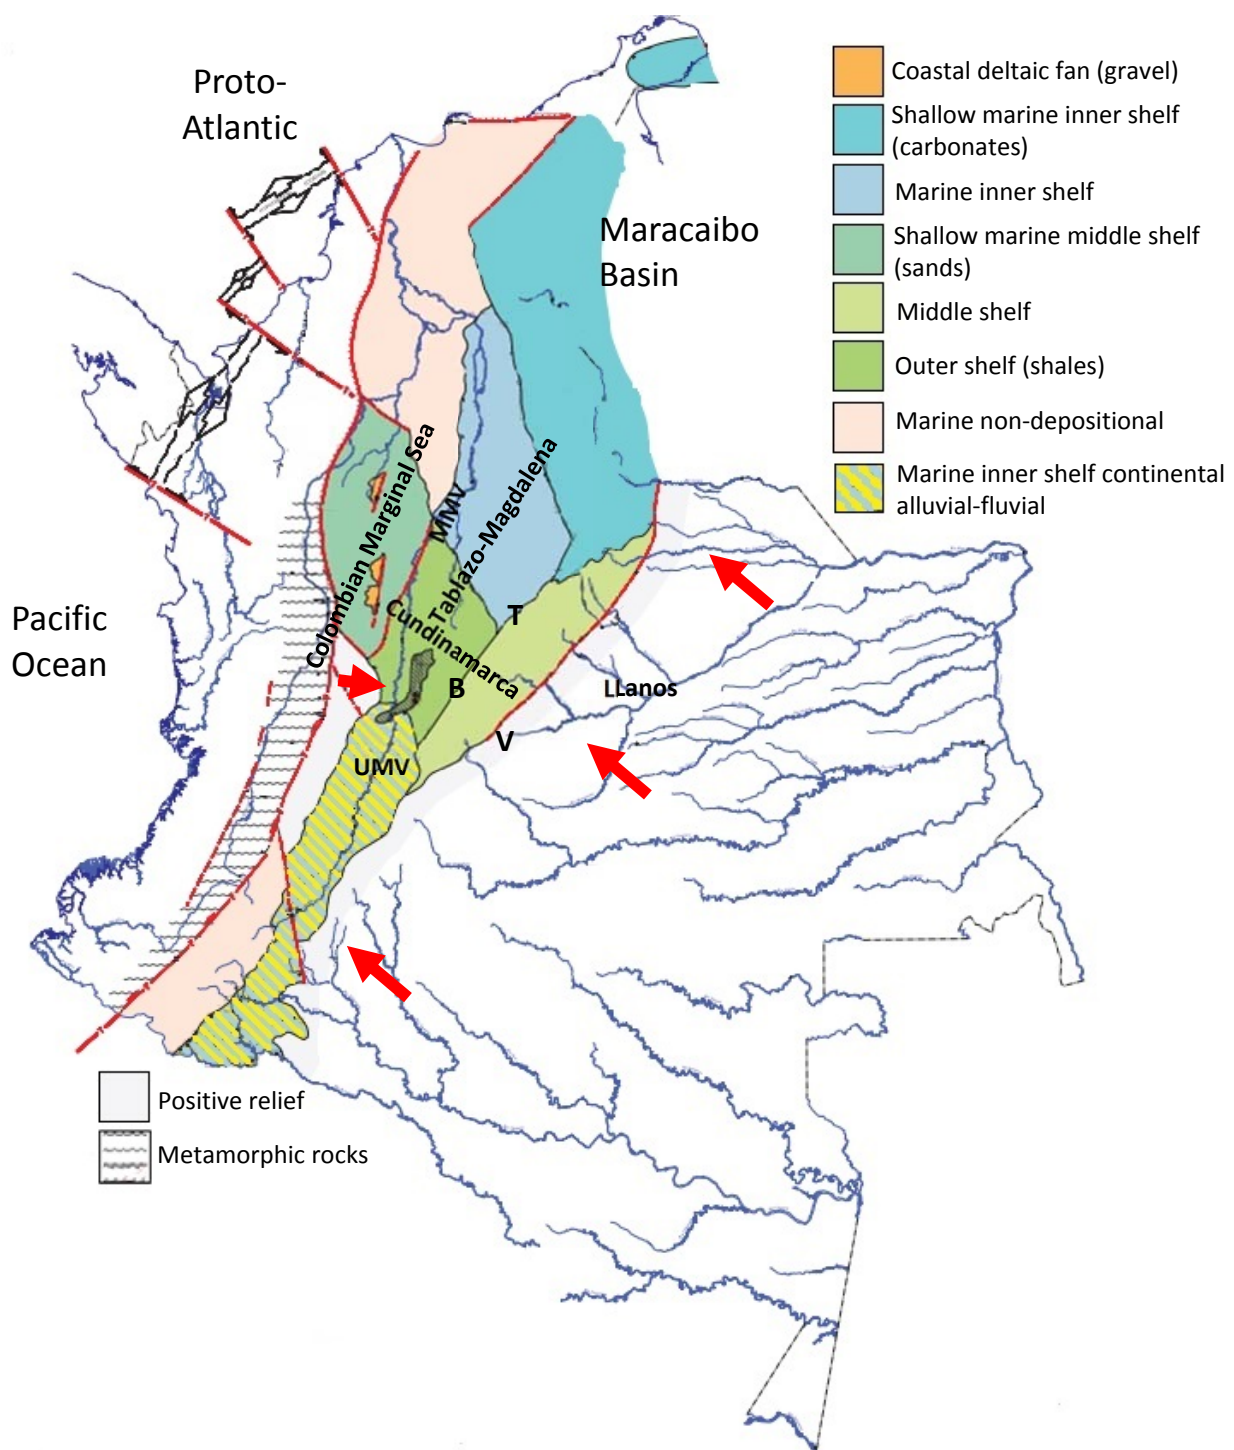 Proto-
Atlantic
Maracaibo
Basin
Pacific
Ocean
Colombian Marginal Sea
MMV
Tablazo-Magdalena
Cundinamarca
T
B
V
LLanos
UMV
Coastal deltaic fan (gravel)
Shallow marine inner shelf
(carbonates)
Marine inner shelf
Shallow marine middle shelf
(sands)
Middle shelf
Outer shelf (shales)
Marine non-depositional
Marine inner shelf continental
alluvial-fluvial
Positive relief
Metamorphic rocks